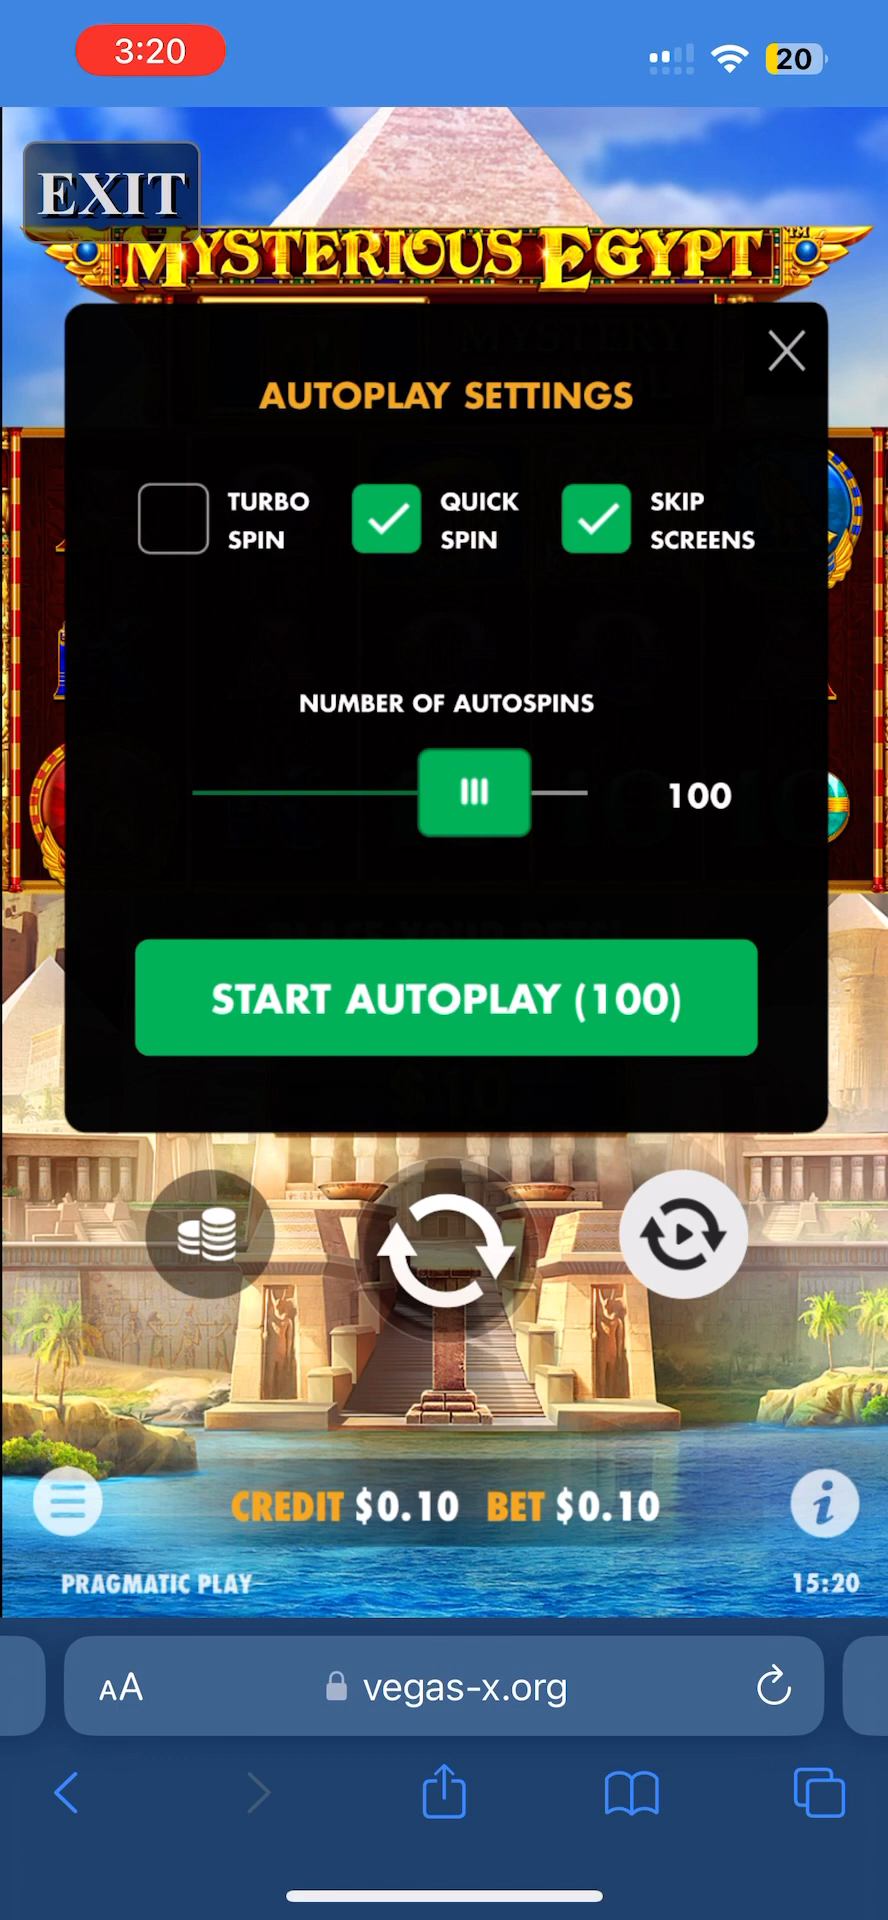 3:20
20
EXIT
MYSTERIOUS EGYPT™
AUTOPLAY SETTINGS
TURBO SPIN
QUICK SPIN
SKIP SCREENS
NUMBER OF AUTOSPINS
100
START AUTOPLAY (100)
CREDIT $0.10 BET $0.10
PRAGMATIC PLAY
15:20
AA
vegas-x.org